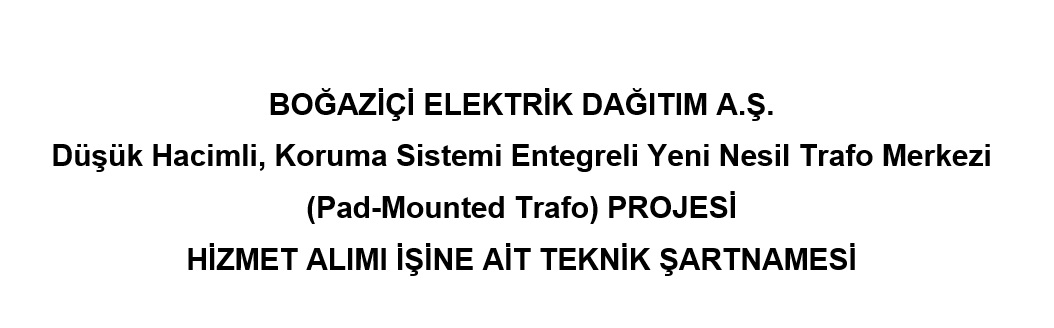 BOĞAZİÇİ ELEKTRİK DAĞITIM A.Ş.
Düşük Hacimli, Koruma Sistemi Entegreli Yeni Nesil Trafo Merkezi
(Pad-Mounted Trafo) PROJESİ
HİZMET ALIMI İŞİNE AİT TEKNİK ŞARTNAMESİ